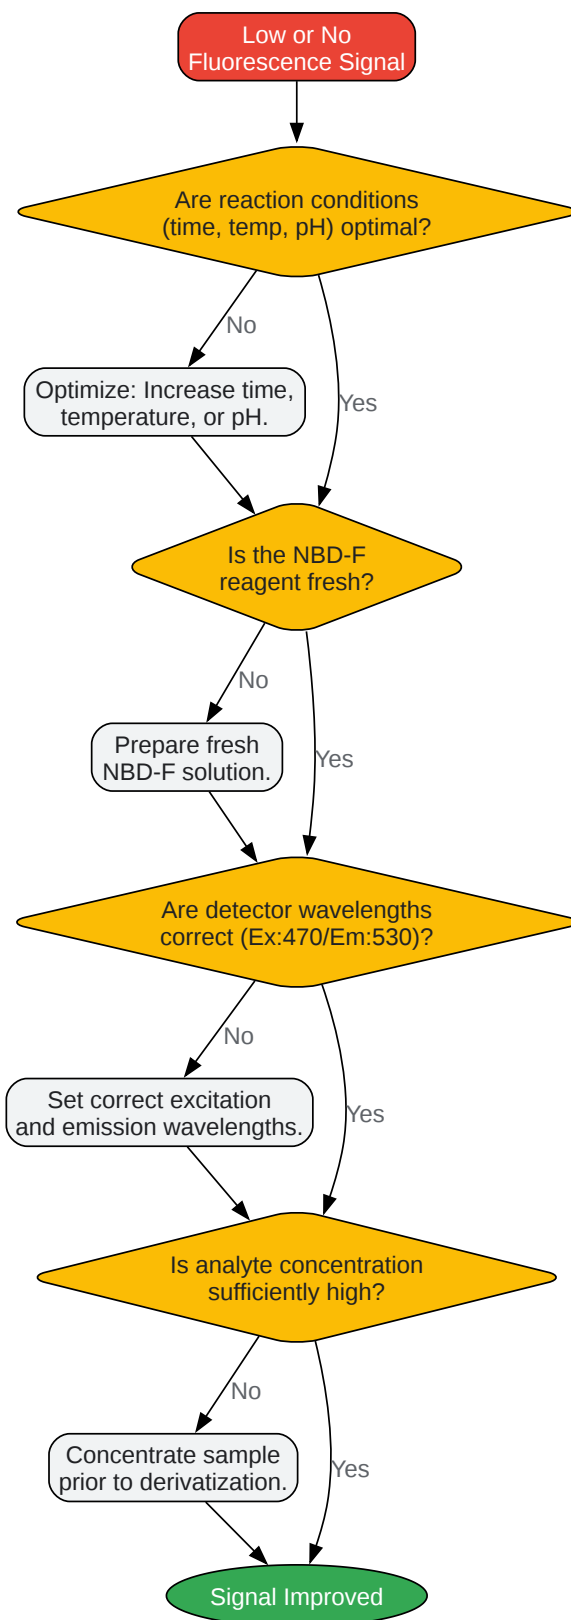 Low or No
Fluorescence Signal
Are reaction conditions
(time, temp, pH) optimal?
No
Yes
Optimize: Increase time,
temperature, or pH.
Is the NBD-F
reagent fresh?
No
Yes
Prepare fresh
NBD-F solution.
Are detector wavelengths
correct (Ex:470/Em:530)?
No
Yes
Set correct excitation
and emission wavelengths.
Is analyte concentration
sufficiently high?
No
Yes
Concentrate sample
prior to derivatization.
Signal Improved